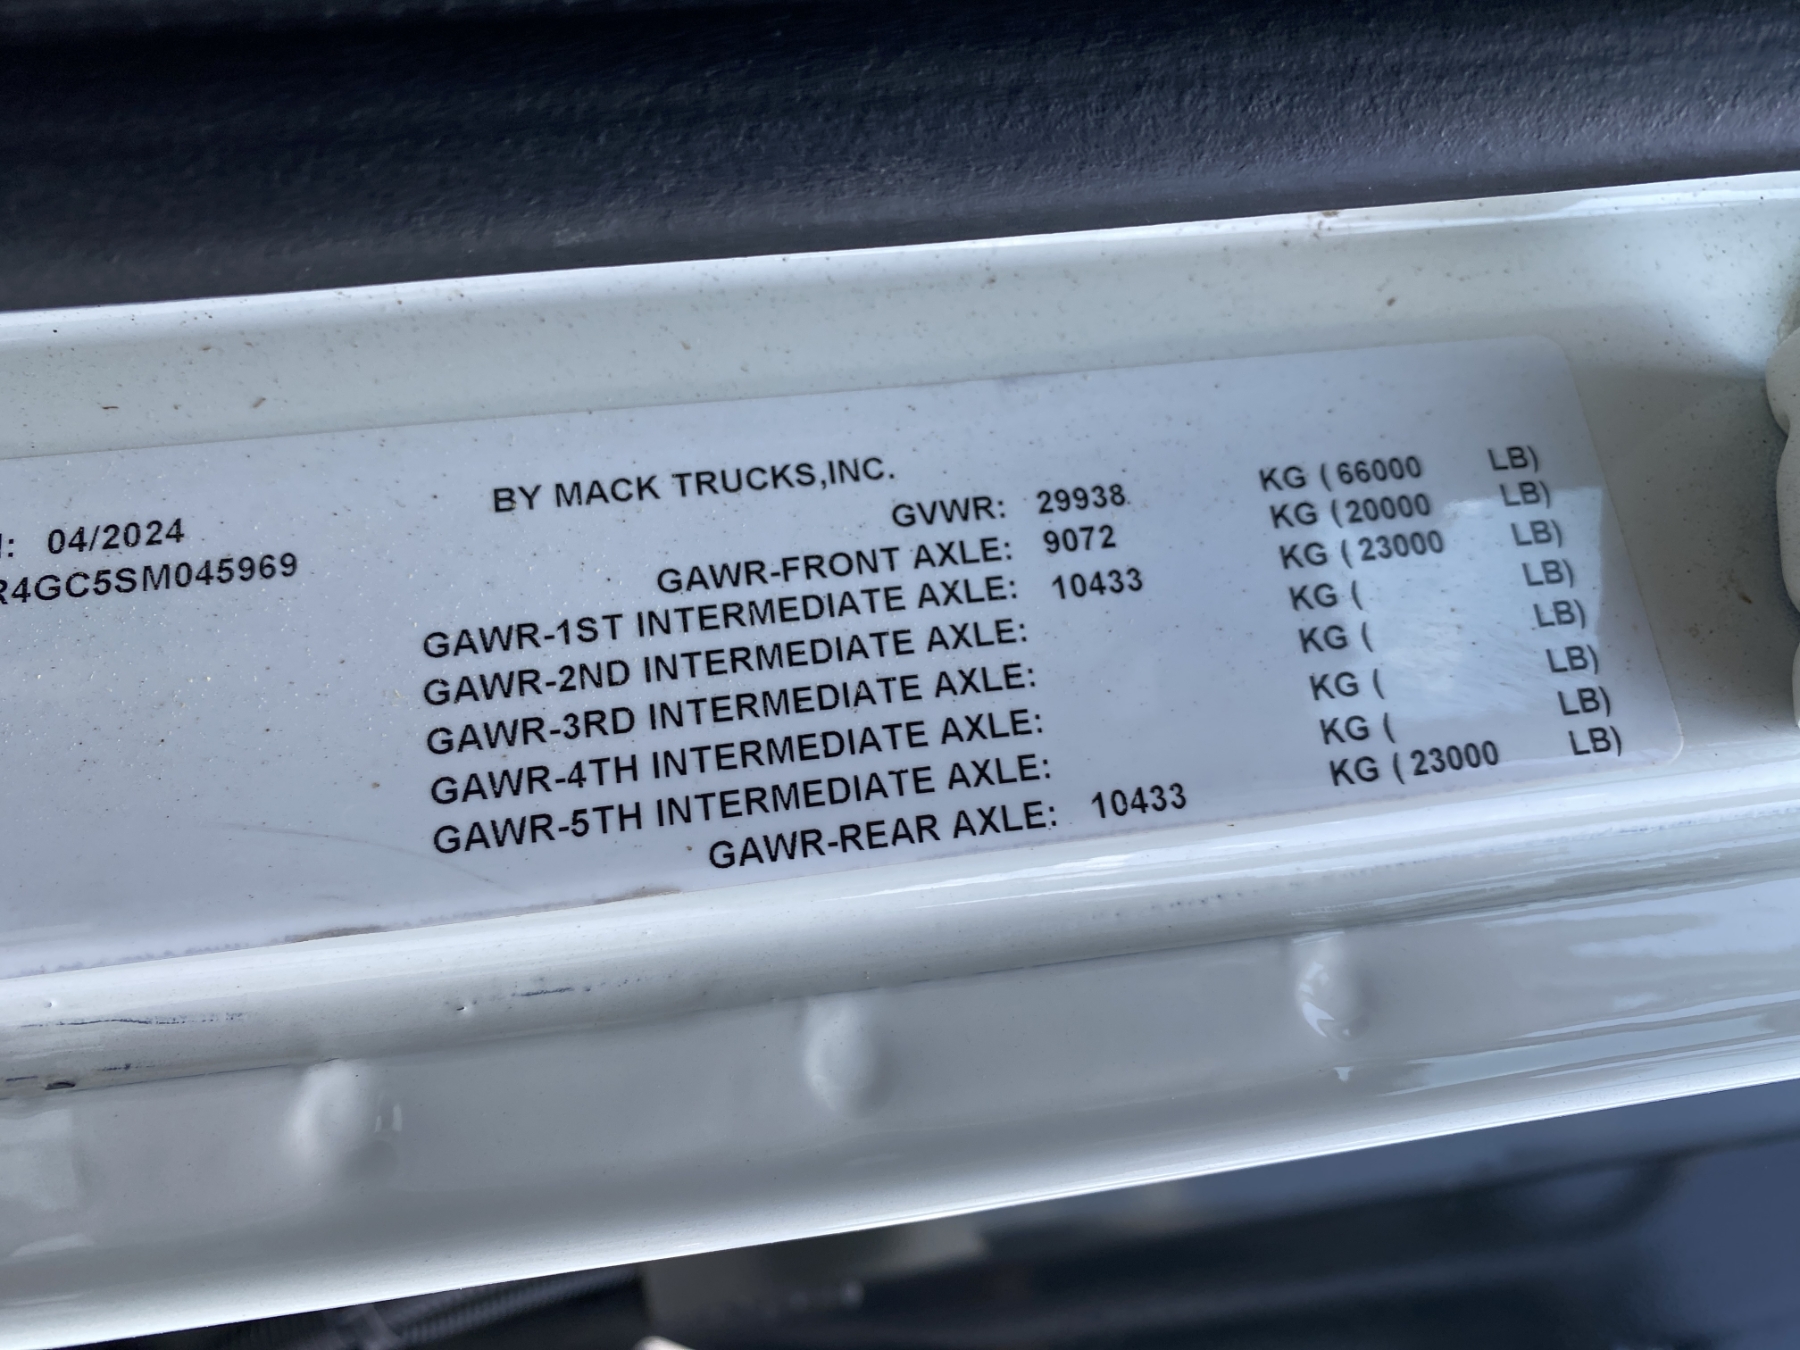 BY MACK TRUCKS,INC.
: 04/2024 GVWR: 29938 KG (66000 LB)
R4GC5SM045969 GAWR-FRONT AXLE: 9072 KG (20000 LB)
GAWR-1ST INTERMEDIATE AXLE: 10433 KG (23000 LB)
GAWR-2ND INTERMEDIATE AXLE: KG ( LB)
GAWR-3RD INTERMEDIATE AXLE: KG ( LB)
GAWR-4TH INTERMEDIATE AXLE: KG ( LB)
GAWR-5TH INTERMEDIATE AXLE: KG ( LB)
GAWR-REAR AXLE: 10433 KG (23000 LB)